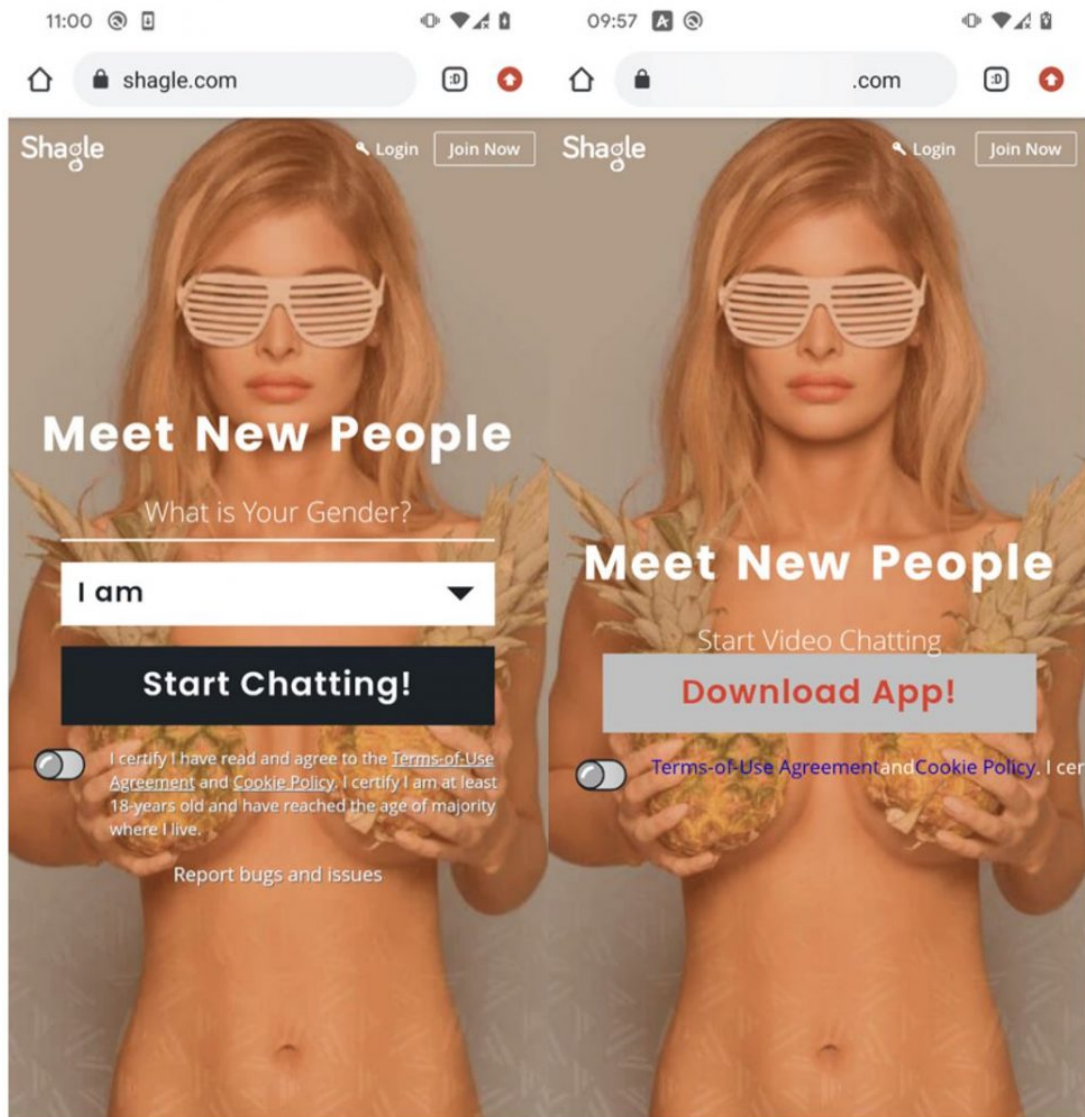 11:00
shagle.com
:D
Shagle
Login
Join Now
Meet New People
What is Your Gender?
I am
Start Chatting!
I certify I have read and agree to the Terms-of-Use
Agreement and Cookie Policy. I certify I am at least
18-years old and have reached the age of majority
where I live.
Report bugs and issues
09:57
.com
:D
Shagle
Login
Join Now
Meet New People
Start Video Chatting
Download App!
Terms-of-Use AgreementandCookie Policy. I cer